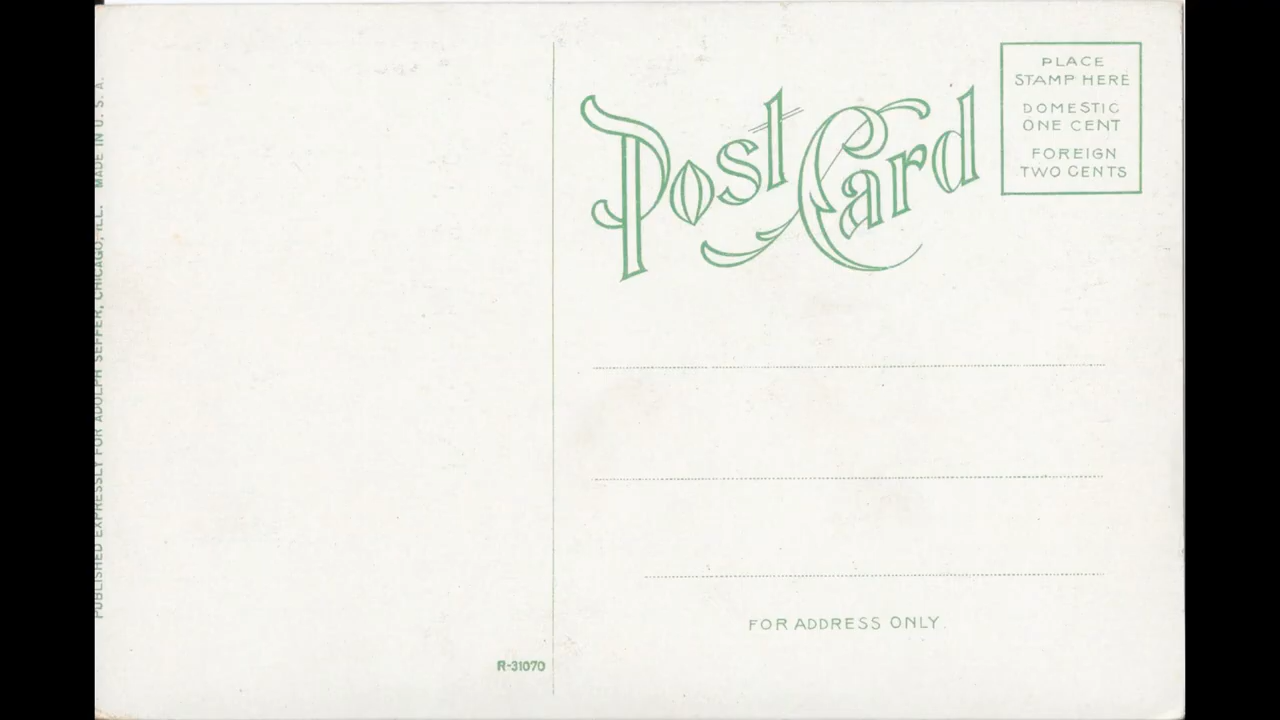 PUBLISHED EXPRESSLY FOR ADOLPH SEFFER, CHICAGO, ILL. MADE IN U. S. A.
Post Card
PLACE
STAMP HERE
DOMESTIC
ONE CENT
FOREIGN
TWO CENTS
FOR ADDRESS ONLY.
R-31070